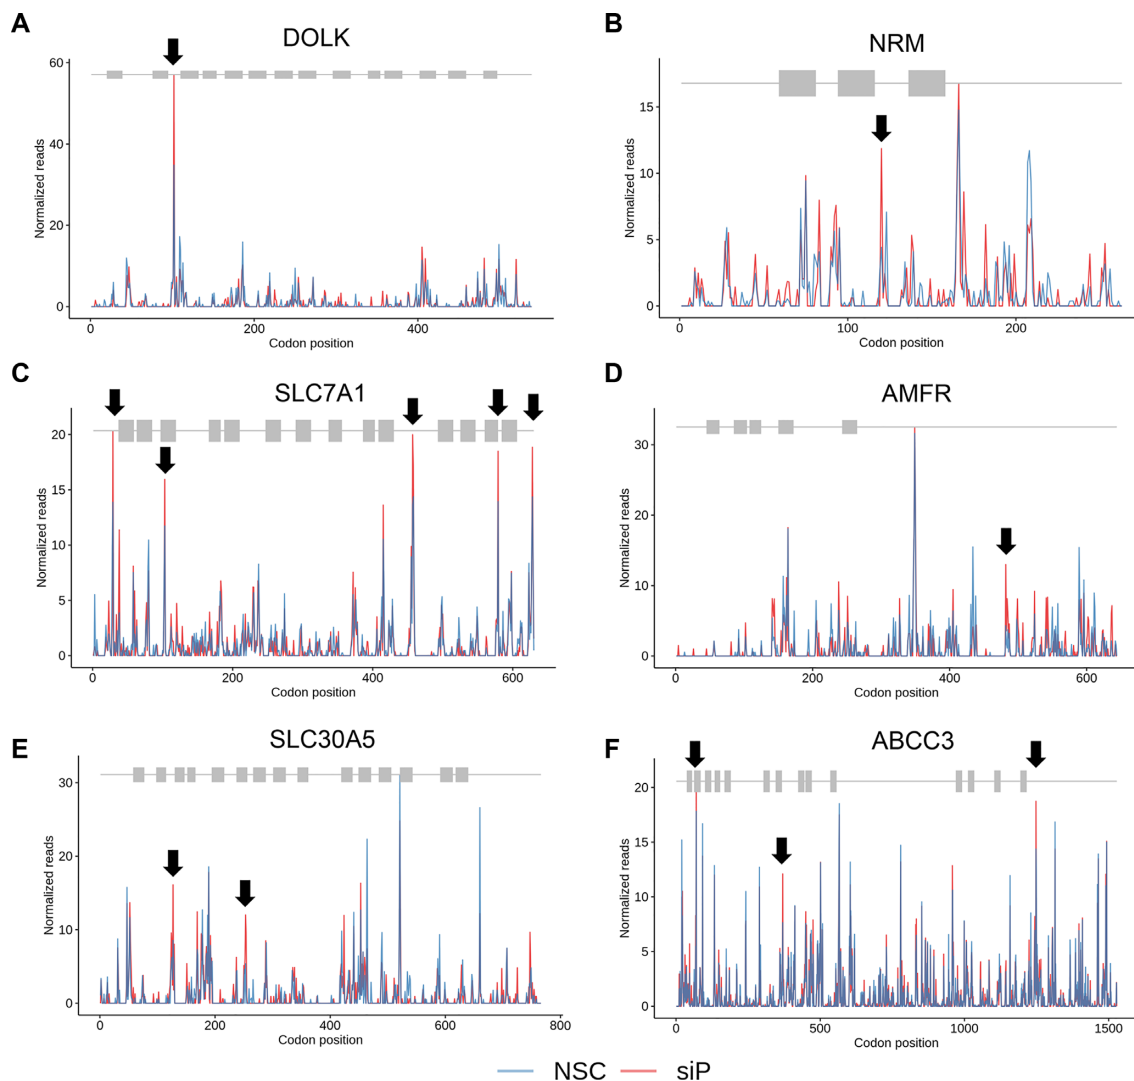 A
DOLK
Normalized reads
60
40
20
0
0 200 400
Codon position
B
NRM
Normalized reads
15
10
5
0
0 100 200
Codon position
C
SLC7A1
Normalized reads
20
15
10
5
0
0 200 400 600
Codon position
D
AMFR
Normalized reads
30
20
10
0
0 200 400 600
Codon position
E
SLC30A5
Normalized reads
30
20
10
0
0 200 400 600 800
Codon position
F
ABCC3
Normalized reads
20
15
10
5
0
0 500 1000 1500
Codon position
NSC siP